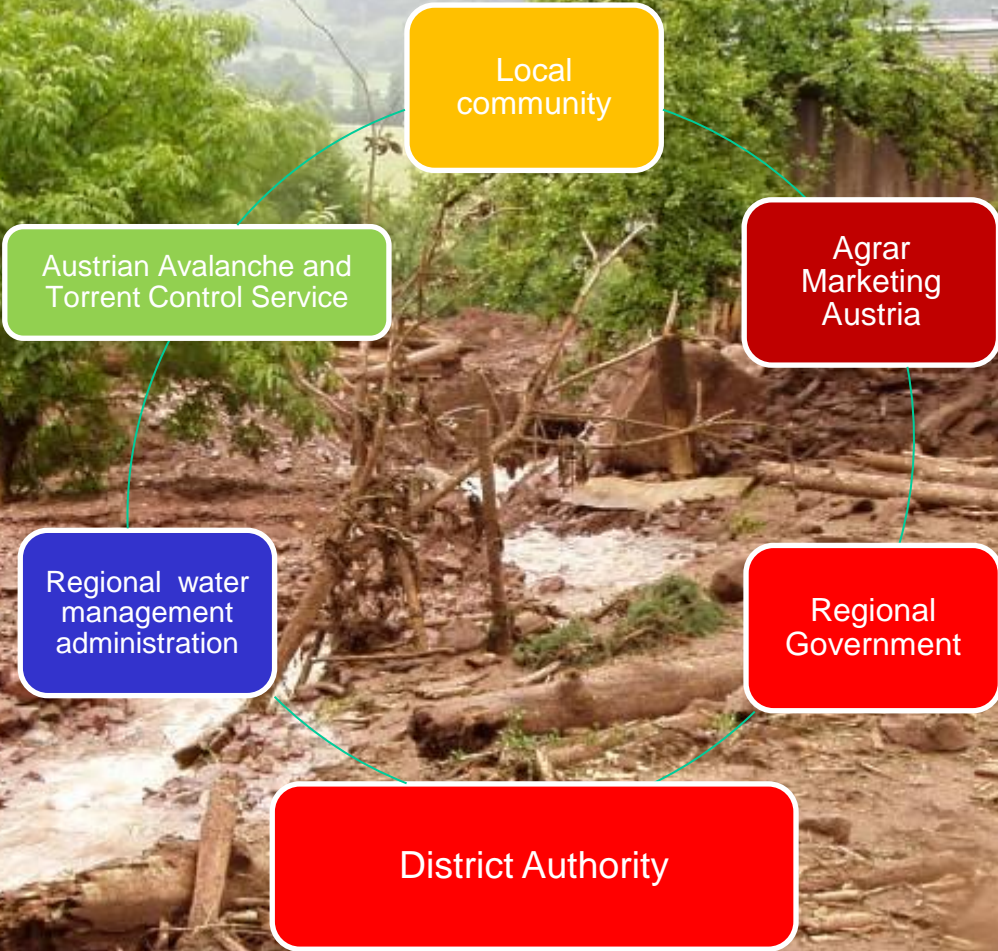 Local
community
Austrian Avalanche and
Torrent Control Service
Agrar
Marketing
Austria
Regional water
management
administration
Regional
Government
District Authority